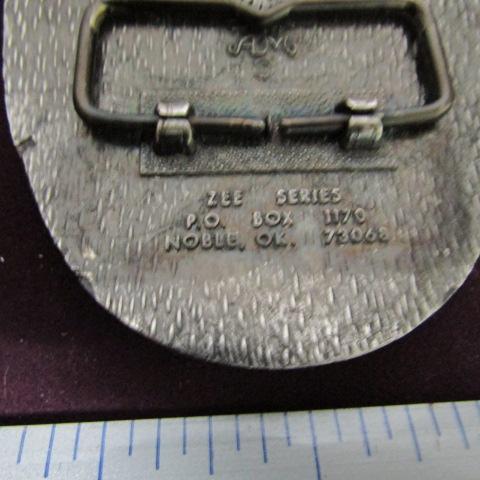 ZEE SERIES
P.O. BOX 1170
NOBLE, OK. 73068